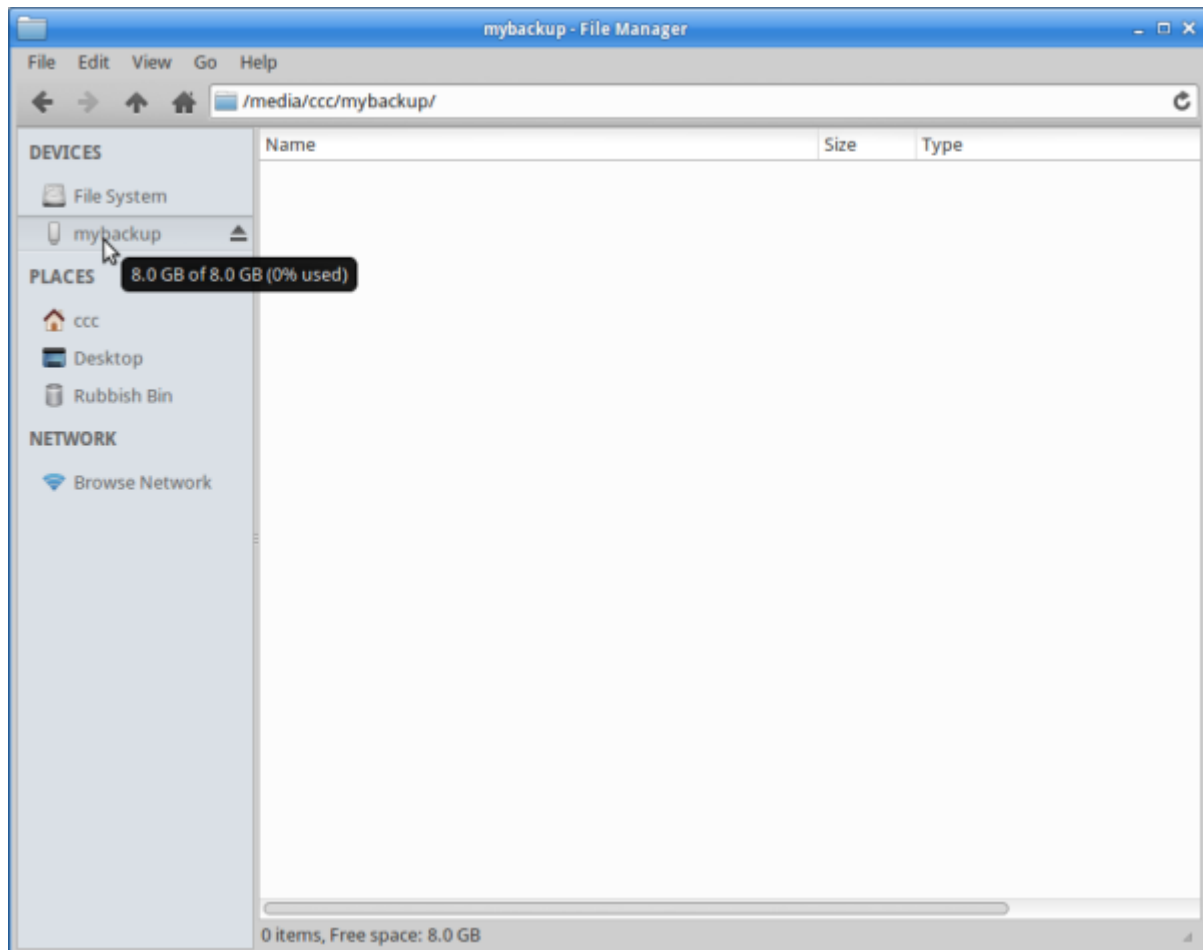 mybackup - File Manager
File Edit View Go Help
/media/ccc/mybackup/
DEVICES
File System
mybackup
8.0 GB of 8.0 GB (0% used)
PLACES
ccc
Desktop
Rubbish Bin
NETWORK
Browse Network
Name Size Type
0 items, Free space: 8.0 GB